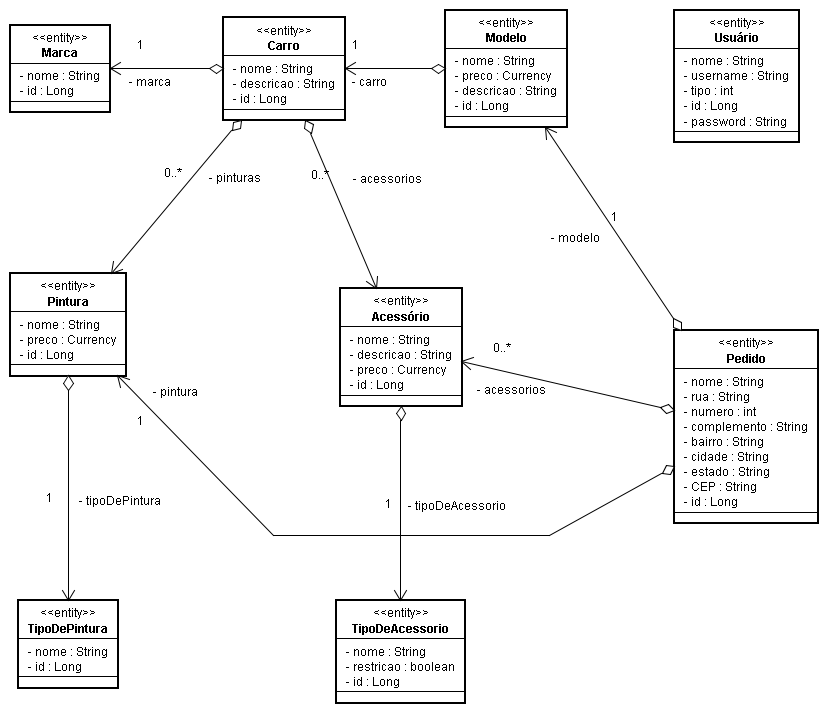 <<entity>>
Marca
- nome : String
- id : Long
1
- marca
<<entity>>
Carro
- nome : String
- descricao : String
- id : Long
1
- carro
<<entity>>
Modelo
- nome : String
- preco : Currency
- descricao : String
- id : Long
<<entity>>
Usuário
- nome : String
- username : String
- tipo : int
- id : Long
- password : String
0..*
- pinturas
0..*
- acessorios
1
- modelo
<<entity>>
Pintura
- nome : String
- preco : Currency
- id : Long
<<entity>>
Acessório
- nome : String
- descricao : String
- preco : Currency
- id : Long
0..*
- acessorios
<<entity>>
Pedido
- nome : String
- rua : String
- numero : int
- complemento : String
- bairro : String
- cidade : String
- estado : String
- CEP : String
- id : Long
- pintura
1
1
- tipoDePintura
1
- tipoDeAcessorio
<<entity>>
TipoDePintura
- nome : String
- id : Long
<<entity>>
TipoDeAcessorio
- nome : String
- restricao : boolean
- id : Long